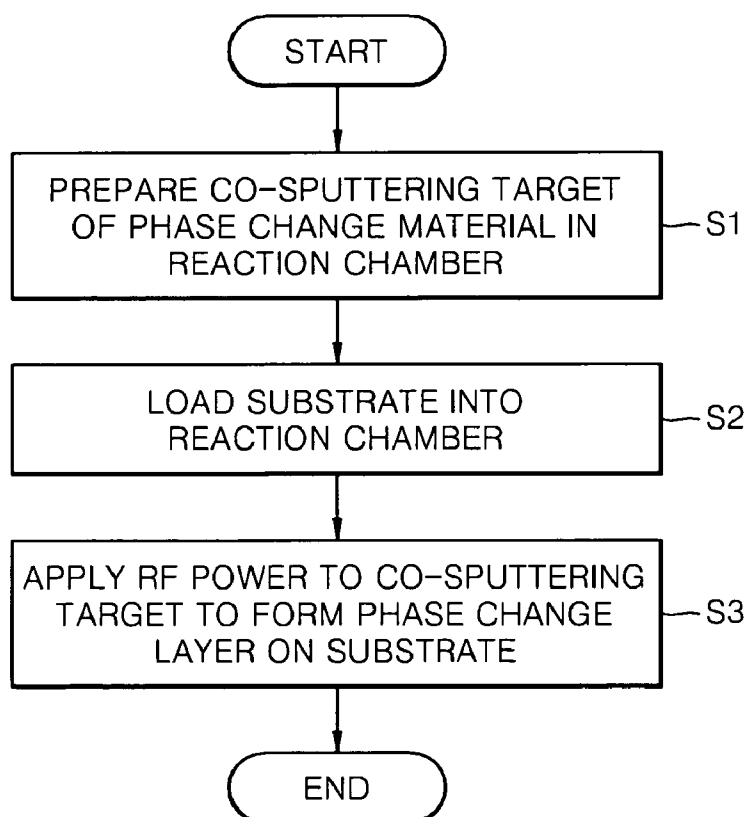 START
PREPARE CO-SPUTTERING TARGET
OF PHASE CHANGE MATERIAL IN
REACTION CHAMBER
S1
LOAD SUBSTRATE INTO
REACTION CHAMBER
S2
APPLY RF POWER TO CO-SPUTTERING
TARGET TO FORM PHASE CHANGE
LAYER ON SUBSTRATE
S3
END